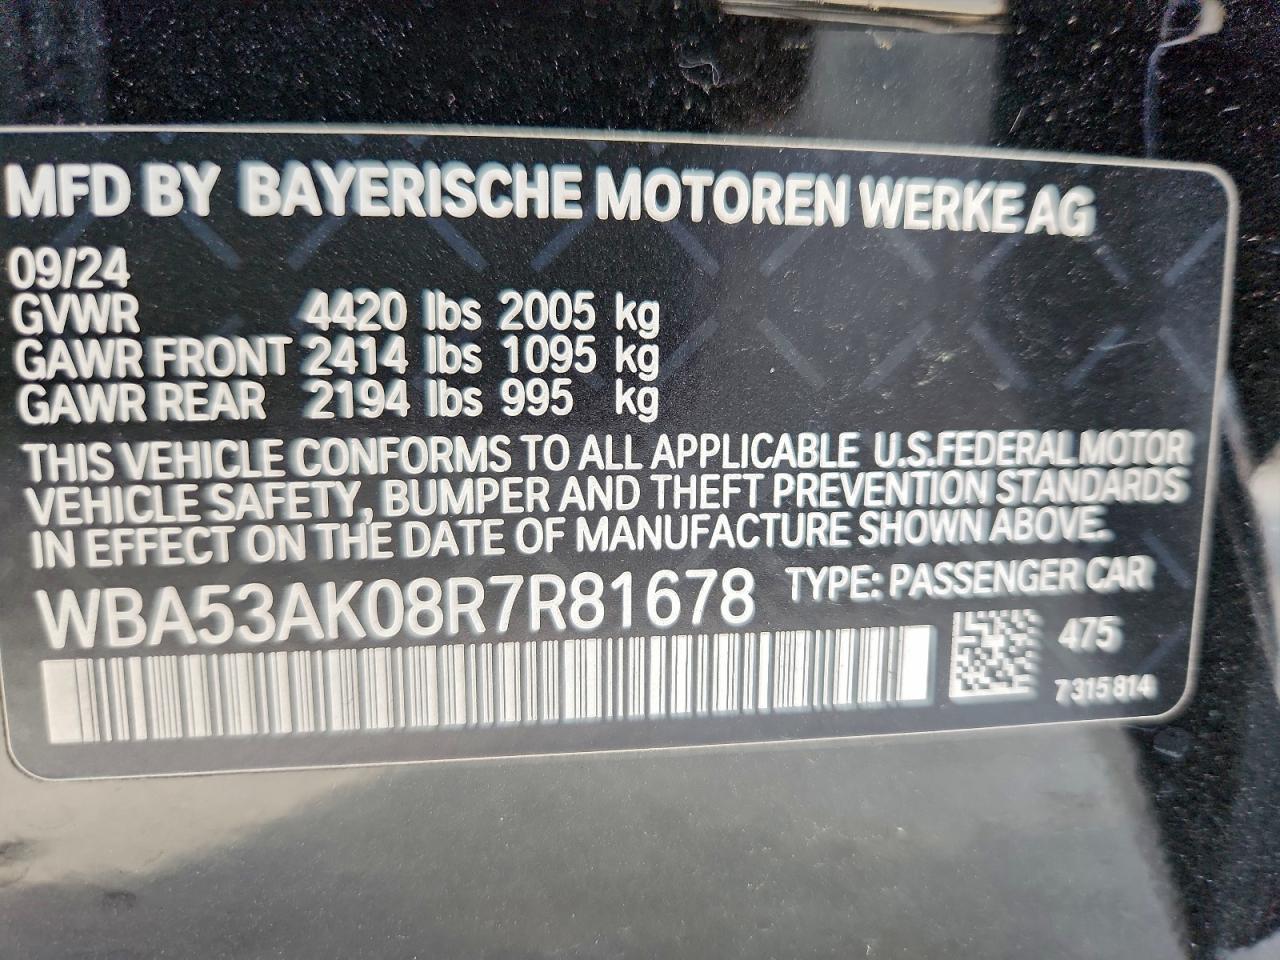 MFD BY BAYERISCHE MOTOREN WERKE AG
09/24
GVWR 4420 lbs 2005 kg
GAWR FRONT 2414 lbs 1095 kg
GAWR REAR 2194 lbs 995 kg
THIS VEHICLE CONFORMS TO ALL APPLICABLE U.S.FEDERAL MOTOR
VEHICLE SAFETY, BUMPER AND THEFT PREVENTION STANDARDS
IN EFFECT ON THE DATE OF MANUFACTURE SHOWN ABOVE.
WBA53AK08R7R81678 TYPE: PASSENGER CAR
475
7315814